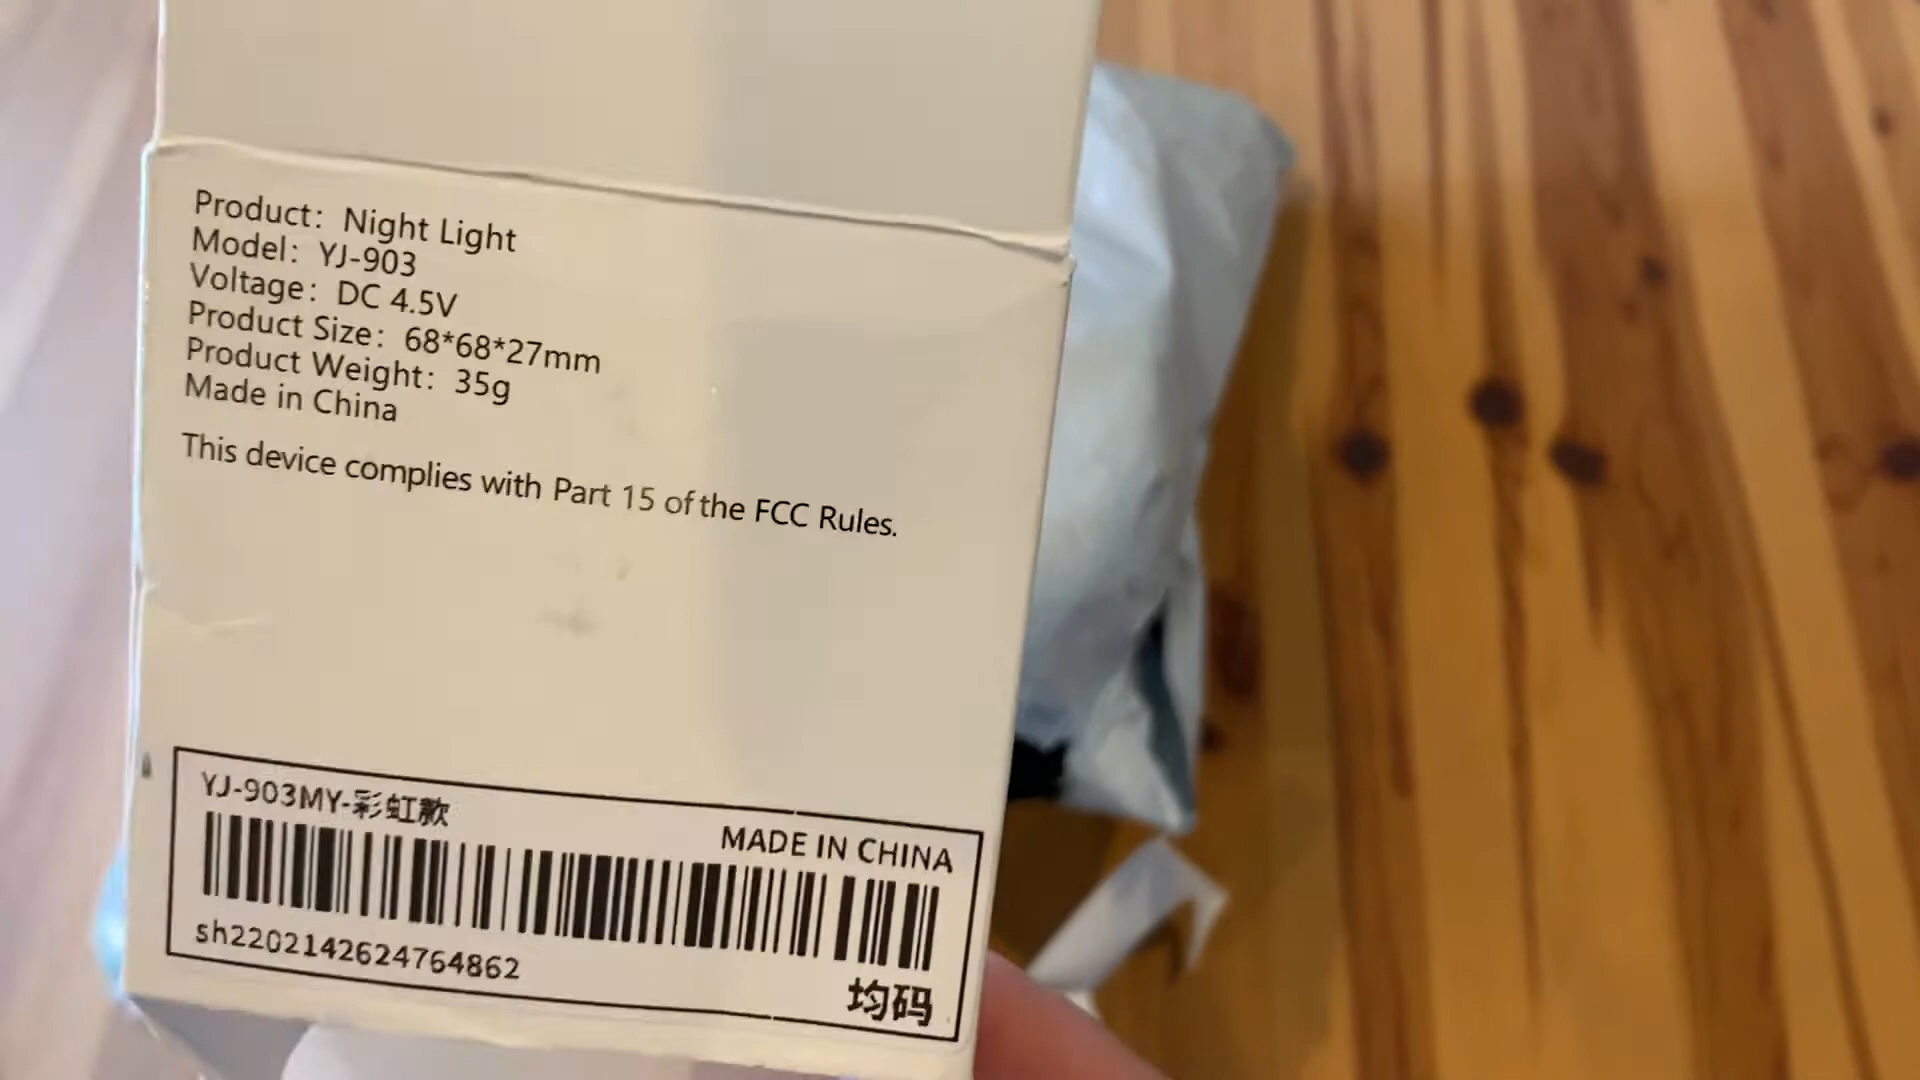 Product: Night Light
Model: YJ-903
Voltage: DC 4.5V
Product Size: 68*68*27mm
Product Weight: 35g
Made in China
This device complies with Part 15 of the FCC Rules.
YJ-903MY-彩虹款
MADE IN CHINA
sh2202142624764862
均码